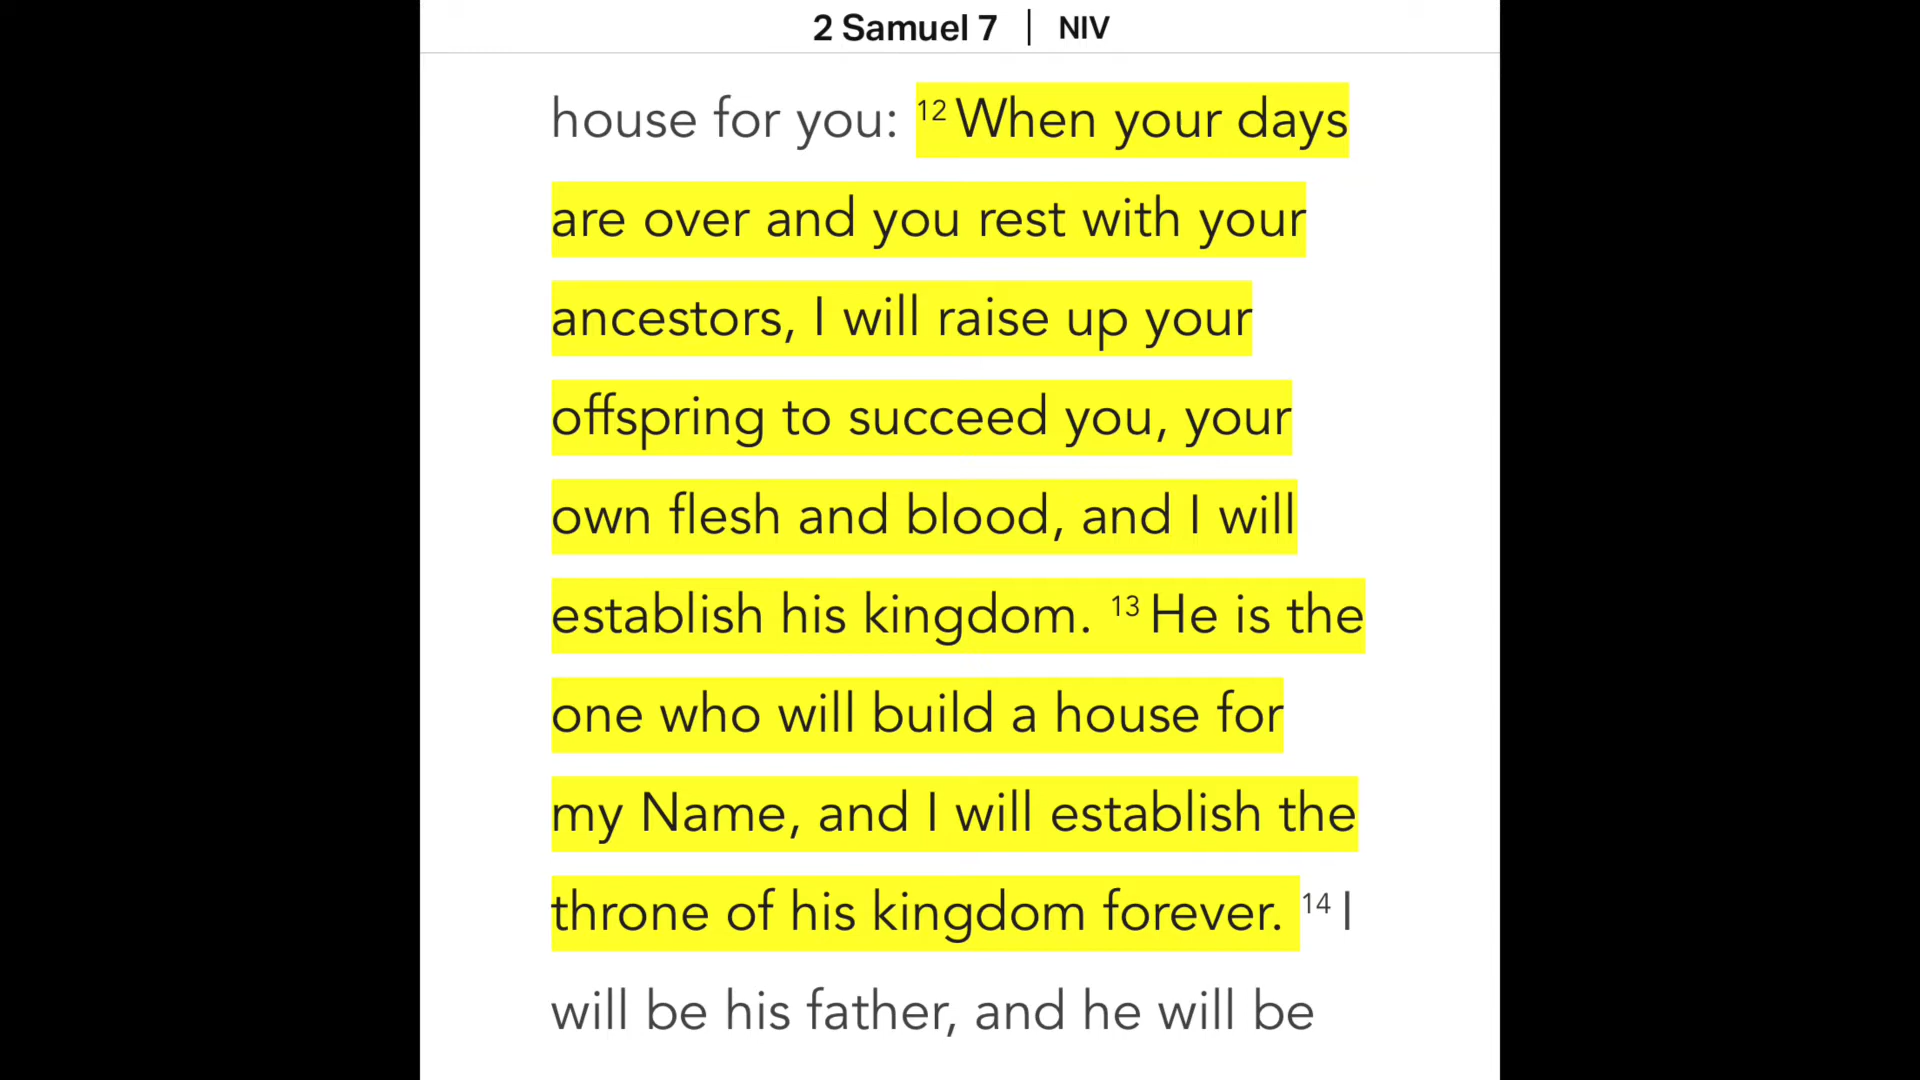 2 Samuel 7 | NIV
house for you: 12 When your days
are over and you rest with your
ancestors, I will raise up your
offspring to succeed you, your
own flesh and blood, and I will
establish his kingdom. 13 He is the
one who will build a house for
my Name, and I will establish the
throne of his kingdom forever. 14 I
will be his father, and he will be